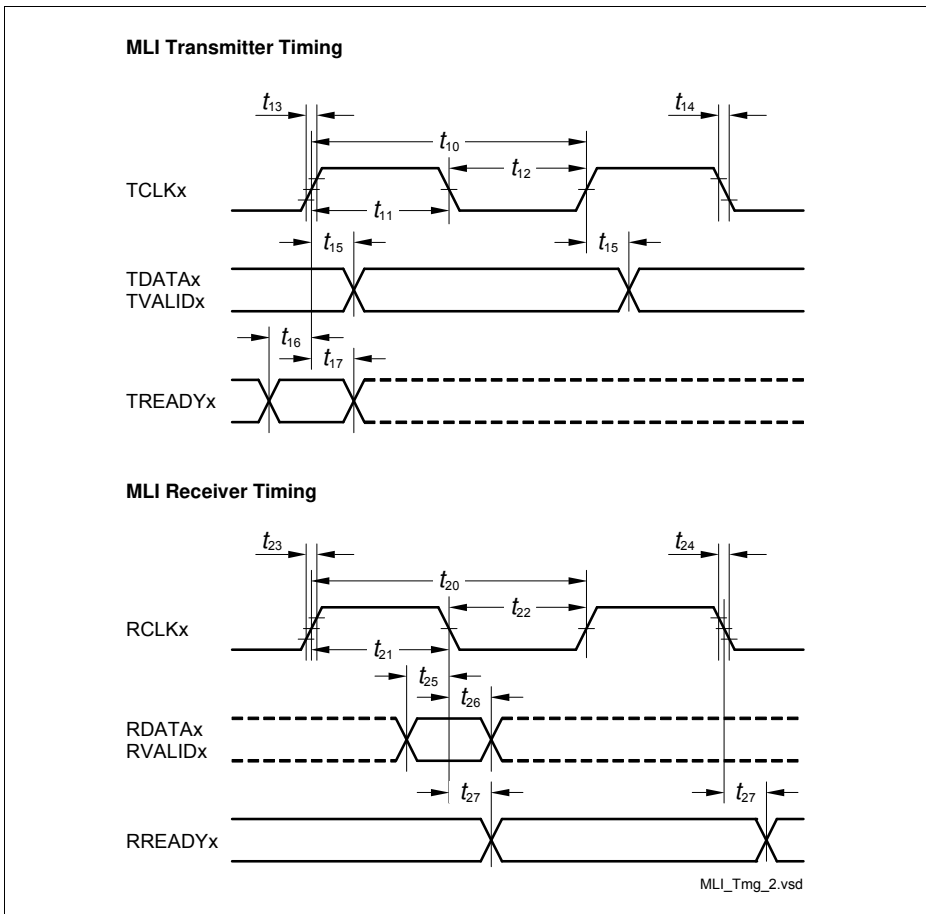 MLI Transmitter Timing
t13
t14
t10
t12
TCLKx
t11
t15
t15
TDATAx
TVALIDx
t16
t17
TREADYx
MLI Receiver Timing
t23
t24
t20
t22
RCLKx
t21
t25
t26
RDATAx
RVALIDx
t27
t27
RREADYx
MLI_Tmg_2.vsd